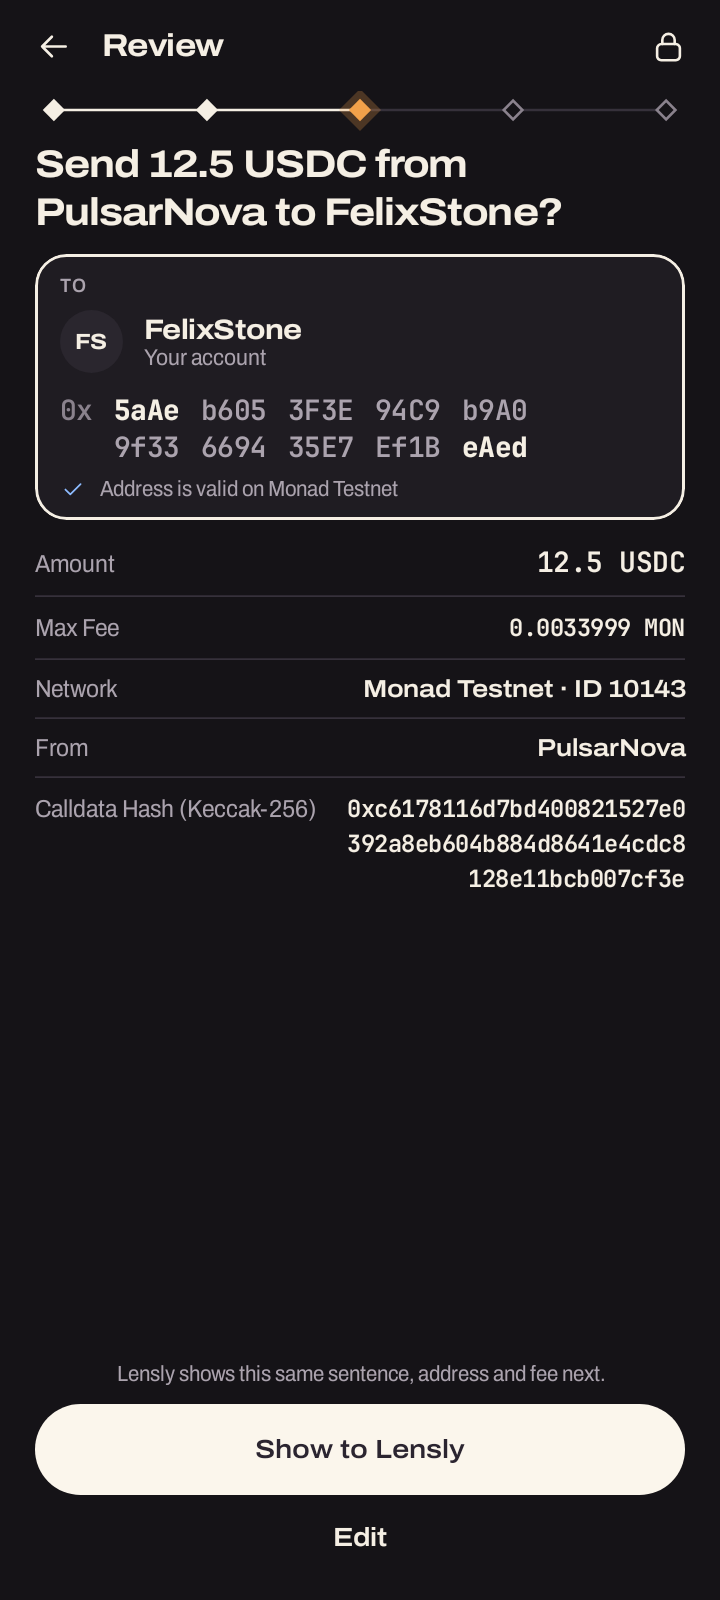 Review
Send 12.5 USDC from
PulsarNova to FelixStone?
TO
FS
FelixStone
Your account
0x 5aAe b605 3F3E 94C9 b9A0
9f33 6694 35E7 Ef1B eAed
Address is valid on Monad Testnet
Amount 12.5 USDC
Max Fee 0.0033999 MON
Network Monad Testnet · ID 10143
From PulsarNova
Calldata Hash (Keccak-256) 0xc6178116d7bd400821527e0
392a8eb604b884d8641e4cdc8
128e11bcb007cf3e
Lensly shows this same sentence, address and fee next.
Show to Lensly
Edit